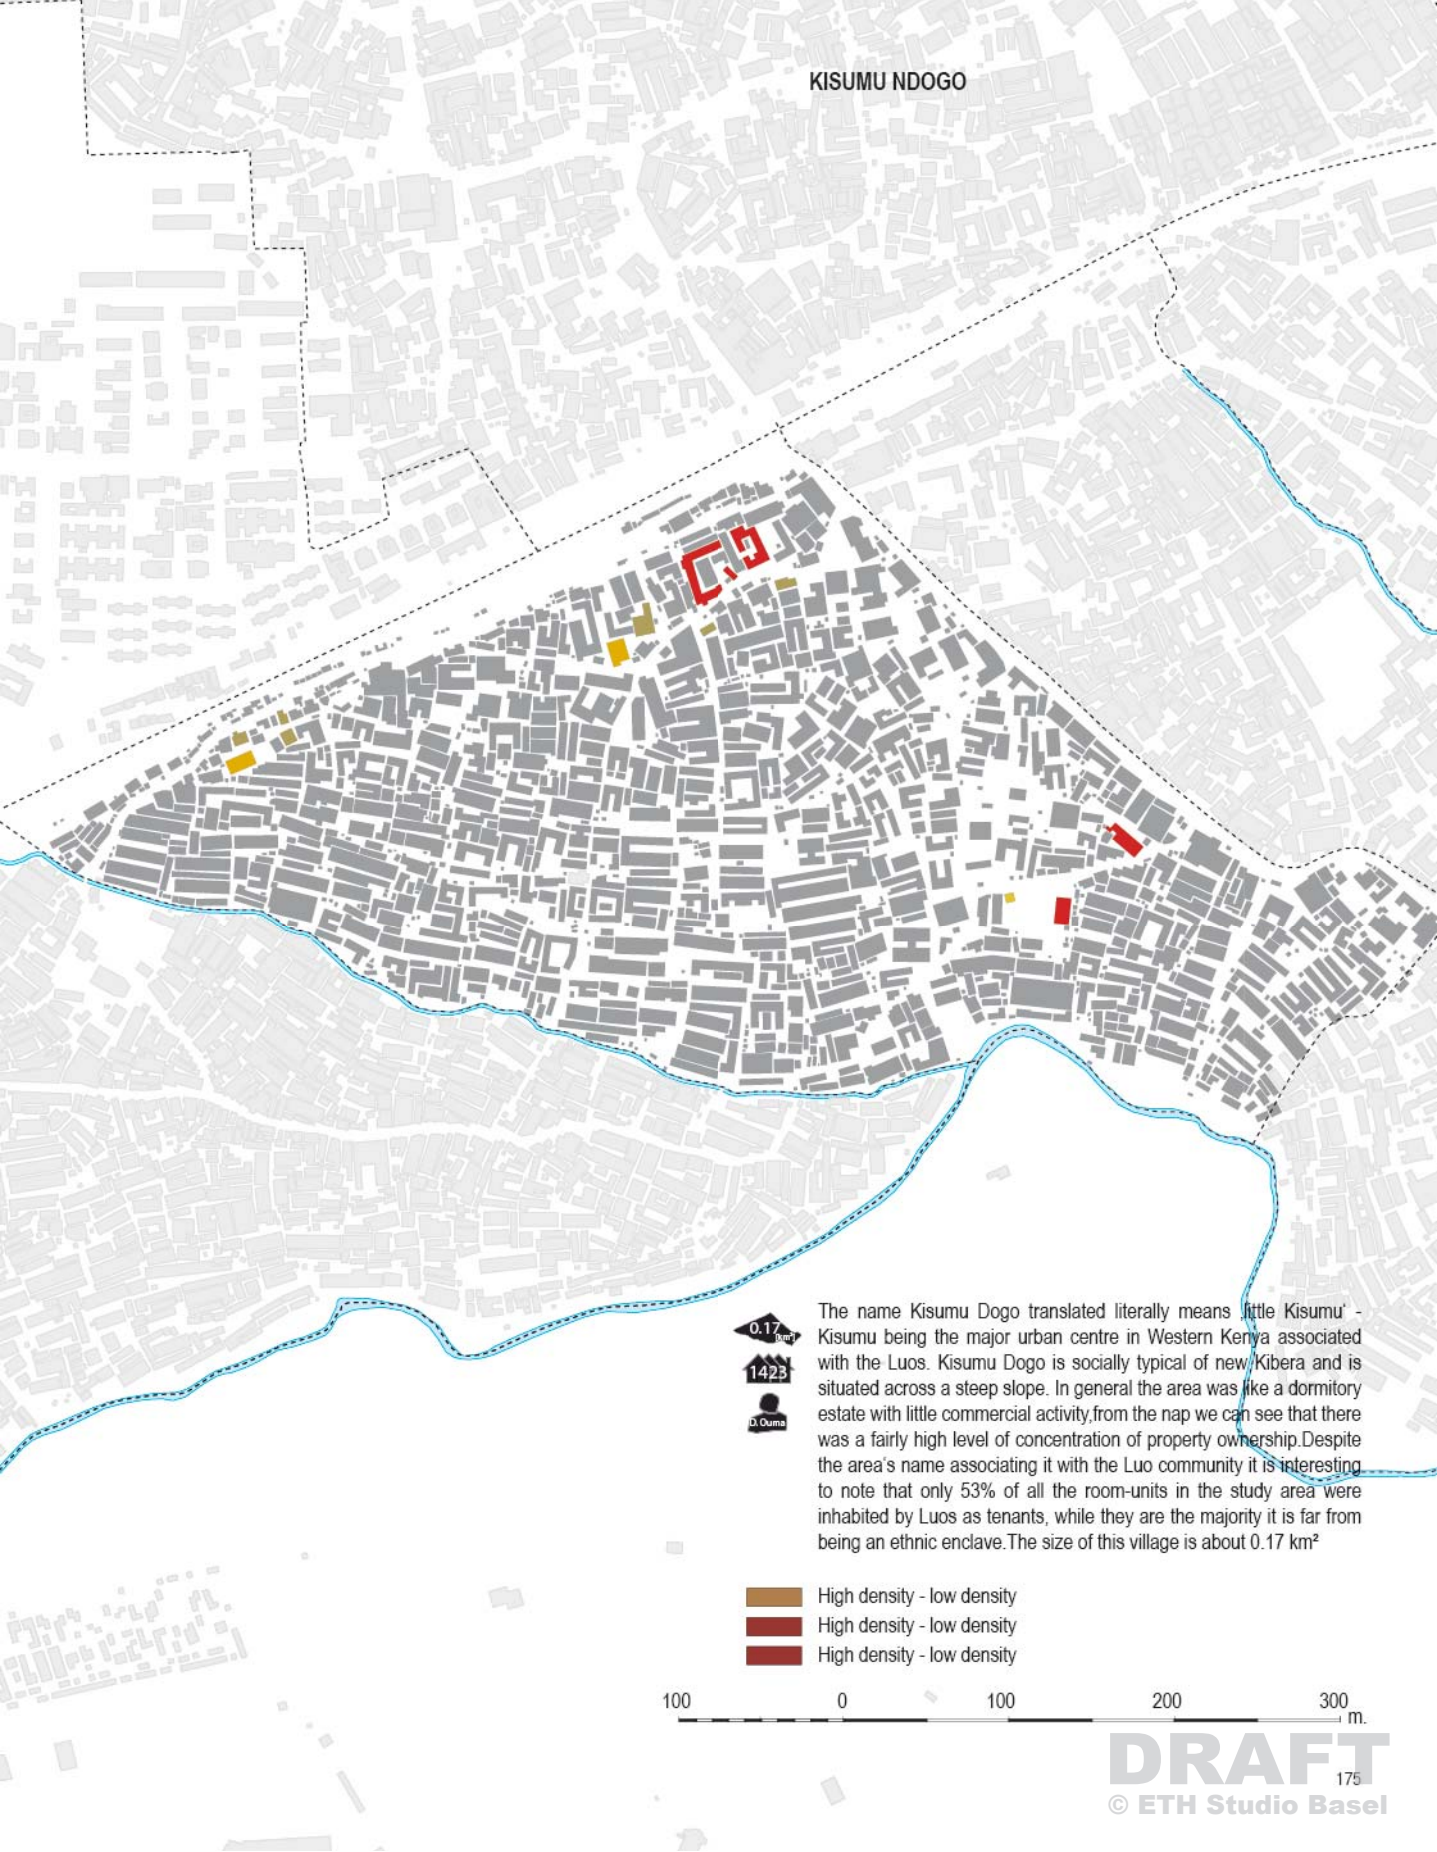 KISUMU NDOGO
0.17
[km²]
1423
D. Ouma
The name Kisumu Dogo translated literally means ‚little Kisumu‘ -
Kisumu being the major urban centre in Western Kenya associated
with the Luos. Kisumu Dogo is socially typical of new Kibera and is
situated across a steep slope. In general the area was like a dormitory
estate with little commercial activity,from the nap we can see that there
was a fairly high level of concentration of property ownership.Despite
the area‘s name associating it with the Luo community it is interesting
to note that only 53% of all the room-units in the study area were
inhabited by Luos as tenants, while they are the majority it is far from
being an ethnic enclave.The size of this village is about 0.17 km²
High density - low density
High density - low density
High density - low density
100 0 100 200 300
m.
DRAFT
175
© ETH Studio Basel